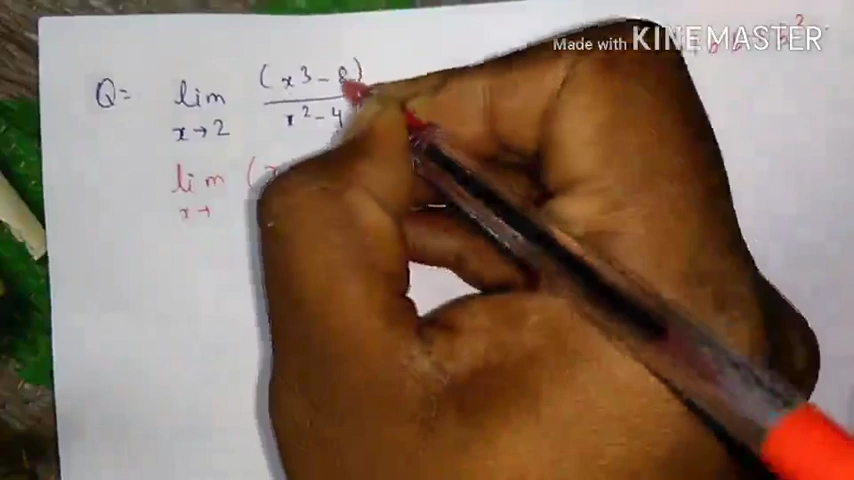 Made with KINEMASTER
Q= lim (x3-8)
x→2 x²-4
lim (x
x→